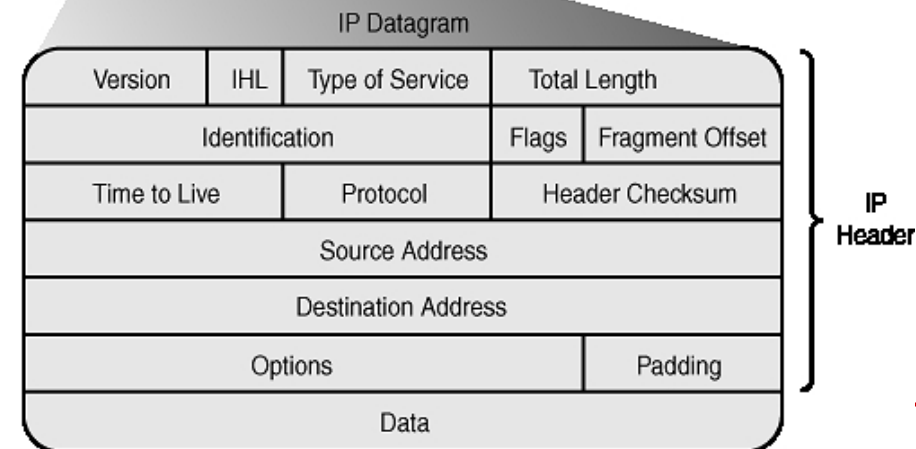 IP Datagram
Version IHL Type of Service Total Length
Identification Flags Fragment Offset
Time to Live Protocol Header Checksum
IP
Header
Source Address
Destination Address
Options Padding
Data